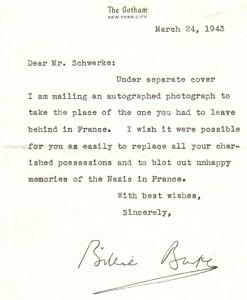 The Gotham
NEW YORK CITY
March 24, 1943
Dear Mr. Schwerke:
Under separate cover
I am mailing an autographed photograph to
take the place of the one you had to leave
behind in France. I wish it were possible
for you as easily to replace all your cher-
ished possessions and to blot out unhappy
memories of the Nazis in France.
With best wishes,
Sincerely,
Billie Burke